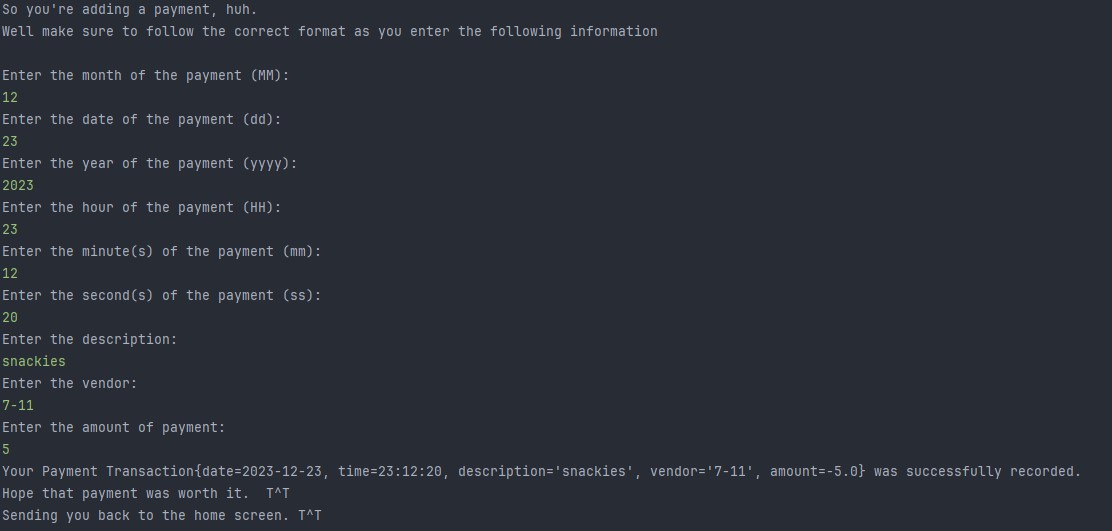 So you're adding a payment, huh.
Well make sure to follow the correct format as you enter the following information
Enter the month of the payment (MM):
12
Enter the date of the payment (dd):
23
Enter the year of the payment (yyyy):
2023
Enter the hour of the payment (HH):
23
Enter the minute(s) of the payment (mm):
12
Enter the second(s) of the payment (ss):
20
Enter the description:
snackies
Enter the vendor:
7-11
Enter the amount of payment:
5
Your Payment Transaction{date=2023-12-23, time=23:12:20, description='snackies', vendor='7-11', amount=-5.0} was successfully recorded.
Hope that payment was worth it.  T^T
Sending you back to the home screen. T^T